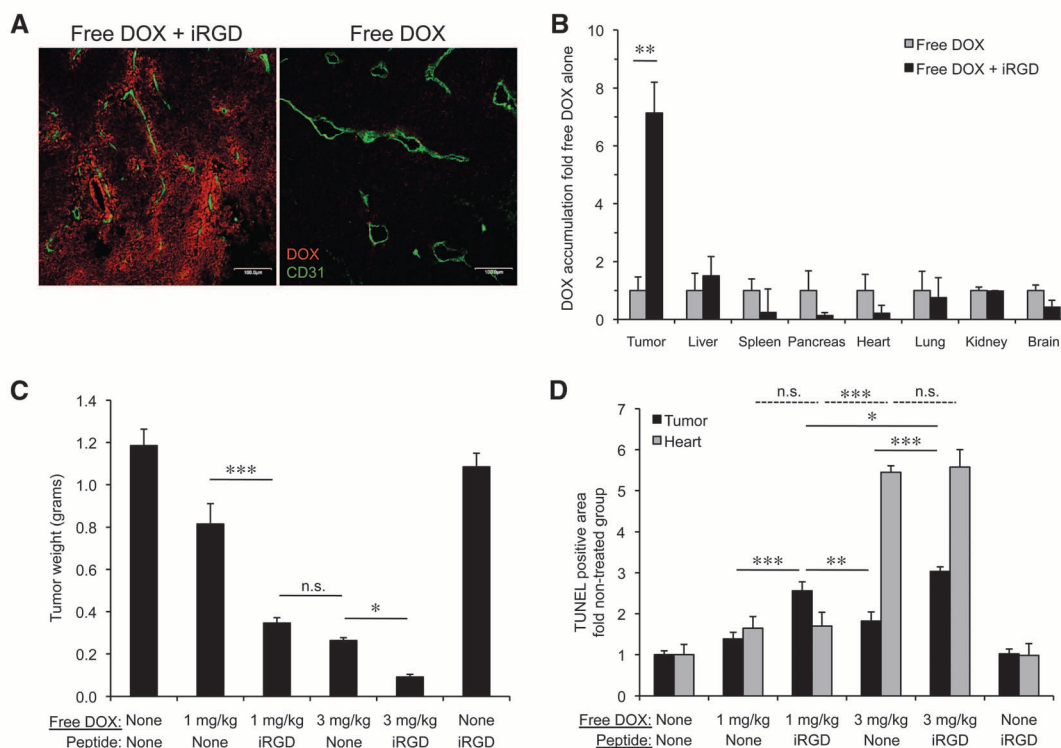 A
Free DOX + iRGD
Free DOX
DOX
CD31
100.0µm
100.0µm
B
DOX accumulation fold free DOX alone
10
8
6
4
2
0
**
Free DOX
Free DOX + iRGD
Tumor Liver Spleen Pancreas Heart Lung Kidney Brain
C
Tumor weight (grams)
1.4
1.2
1.0
0.8
0.6
0.4
0.2
0.0
***
n.s.
*
Free DOX: None 1 mg/kg 1 mg/kg 3 mg/kg 3 mg/kg None
Peptide: None None iRGD None iRGD iRGD
D
TUNEL positive area
fold non-treated group
7
6
5
4
3
2
1
0
Tumor
Heart
n.s. *** n.s.
*
***
*** **
Free DOX: None 1 mg/kg 1 mg/kg 3 mg/kg 3 mg/kg None
Peptide: None None iRGD None iRGD iRGD